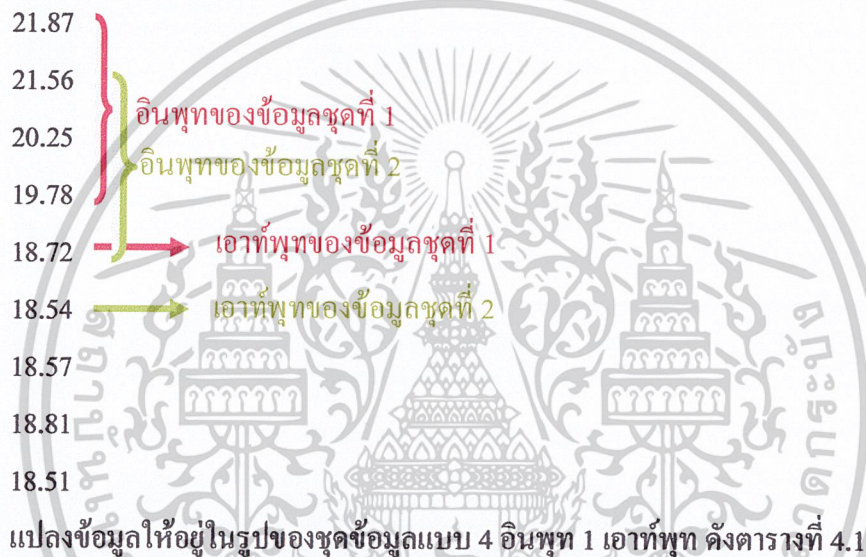 21.87
21.56
อินพุทของข้อมูลชุดที่ 1
20.25
อินพุทของข้อมูลชุดที่ 2
19.78
18.72 เอาท์พุทของข้อมูลชุดที่ 1
18.54 เอาท์พุทของข้อมูลชุดที่ 2
18.57
18.81
18.51
แปลงข้อมูลให้อยู่ในรูปของชุดข้อมูลแบบ 4 อินพุท 1 เอาท์พุท ดังตารางที่ 4.1